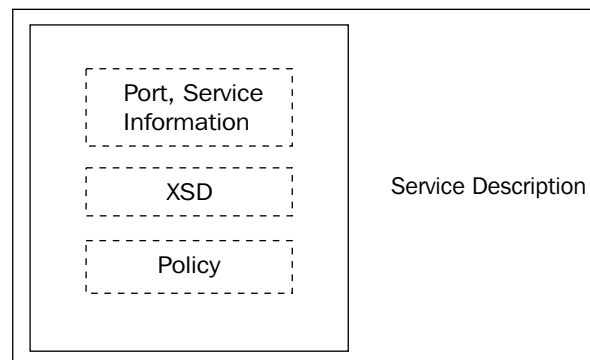 Port, Service
Information
XSD
Service Description
Policy